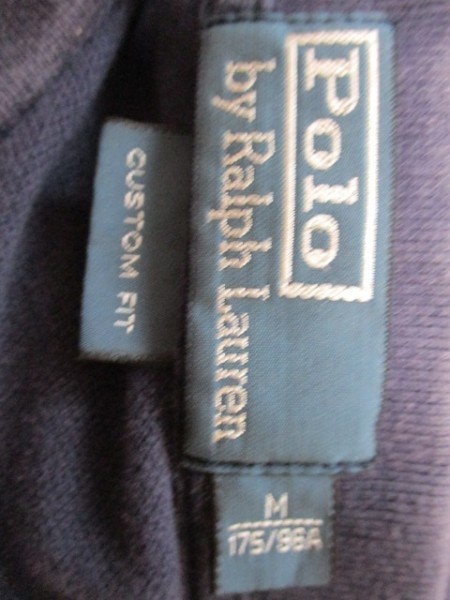 Polo
by Ralph Lauren
CUSTOM FIT
M
175/96A